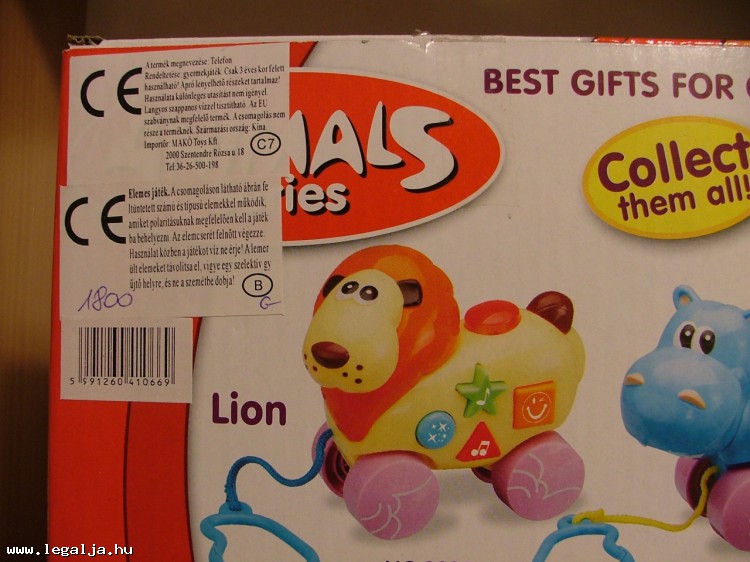 CE
A termék megnevezése: Telefon
Rendeltetése: gyermekjáték. Csak 3 éves kor felett
használható! Apró lenyelhető részeket tartalmaz!
Használata különleges utasítást nem igényel.
Langyos szappanos vízzel tisztítható. Az EU
szabványnak megfelelő termék. A csomagolás nem
része a terméknek. Származási ország: Kína
Importőr: MAKÓ Toys Kft
2000 Szentendre Rózsa u 18
Tel:36-26-500-198
C7
BEST GIFTS FOR
MALS
ries
Collect
them all!
CE
Elemes játék. A csomagoláson látható ábrán fe
ltüntetett számú és típusú elemekkel működik,
amiket polaritásuknak megfelelően kell a játék
ba behelyezni. Az elemcserét felnőtt végezze.
Használat közben a játékot víz ne érje! A lemer
ült elemeket távolítsa el, vigye egy szelektív gy
űjtő helyre, és ne a szemétbe dobja!
B
1800
G
5 991260 410669
Lion
www.legalja.hu